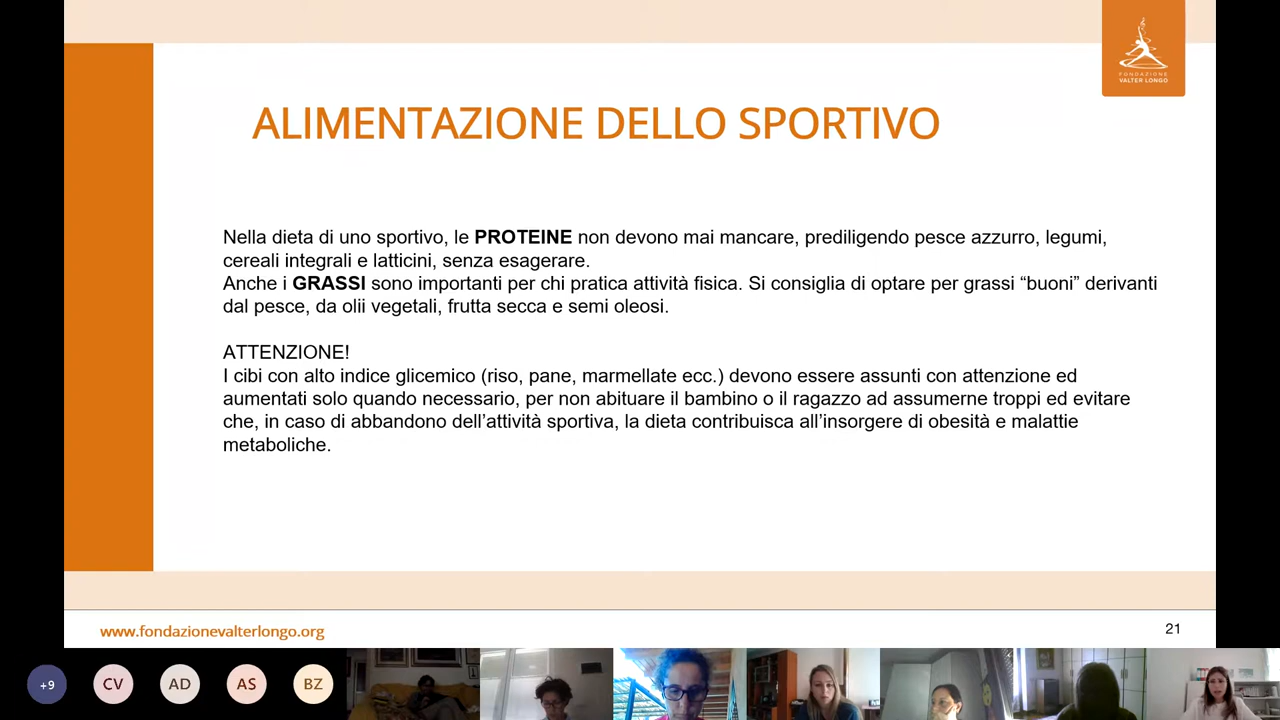 FONDAZIONE
VALTER LONGO
ALIMENTAZIONE DELLO SPORTIVO
Nella dieta di uno sportivo, le PROTEINE non devono mai mancare, prediligendo pesce azzurro, legumi,
cereali integrali e latticini, senza esagerare.
Anche i GRASSI sono importanti per chi pratica attività fisica. Si consiglia di optare per grassi “buoni” derivanti
dal pesce, da olii vegetali, frutta secca e semi oleosi.
ATTENZIONE!
I cibi con alto indice glicemico (riso, pane, marmellate ecc.) devono essere assunti con attenzione ed
aumentati solo quando necessario, per non abituare il bambino o il ragazzo ad assumerne troppi ed evitare
che, in caso di abbandono dell’attività sportiva, la dieta contribuisca all’insorgere di obesità e malattie
metaboliche.
www.fondazionevalterlongo.org
21
+9
CV
AD
AS
BZ